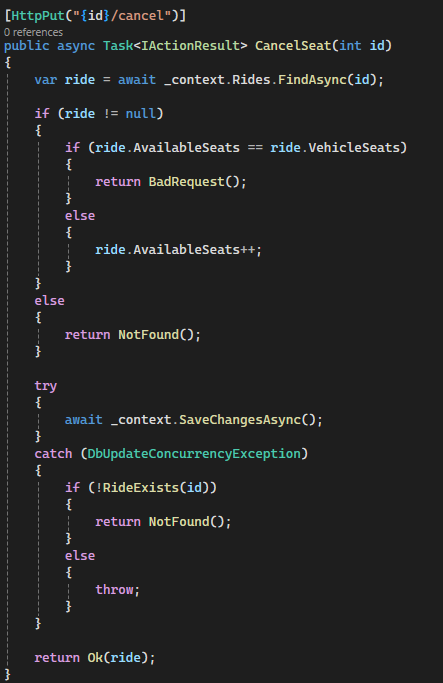 [HttpPut("{id}/cancel")]
0 references
public async Task<IActionResult> CancelSeat(int id)
{
    var ride = await _context.Rides.FindAsync(id);

    if (ride != null)
    {
        if (ride.AvailableSeats == ride.VehicleSeats)
        {
            return BadRequest();
        }
        else
        {
            ride.AvailableSeats++;
        }
    }
    else
    {
        return NotFound();
    }

    try
    {
        await _context.SaveChangesAsync();
    }
    catch (DbUpdateConcurrencyException)
    {
        if (!RideExists(id))
        {
            return NotFound();
        }
        else
        {
            throw;
        }
    }

    return Ok(ride);
}